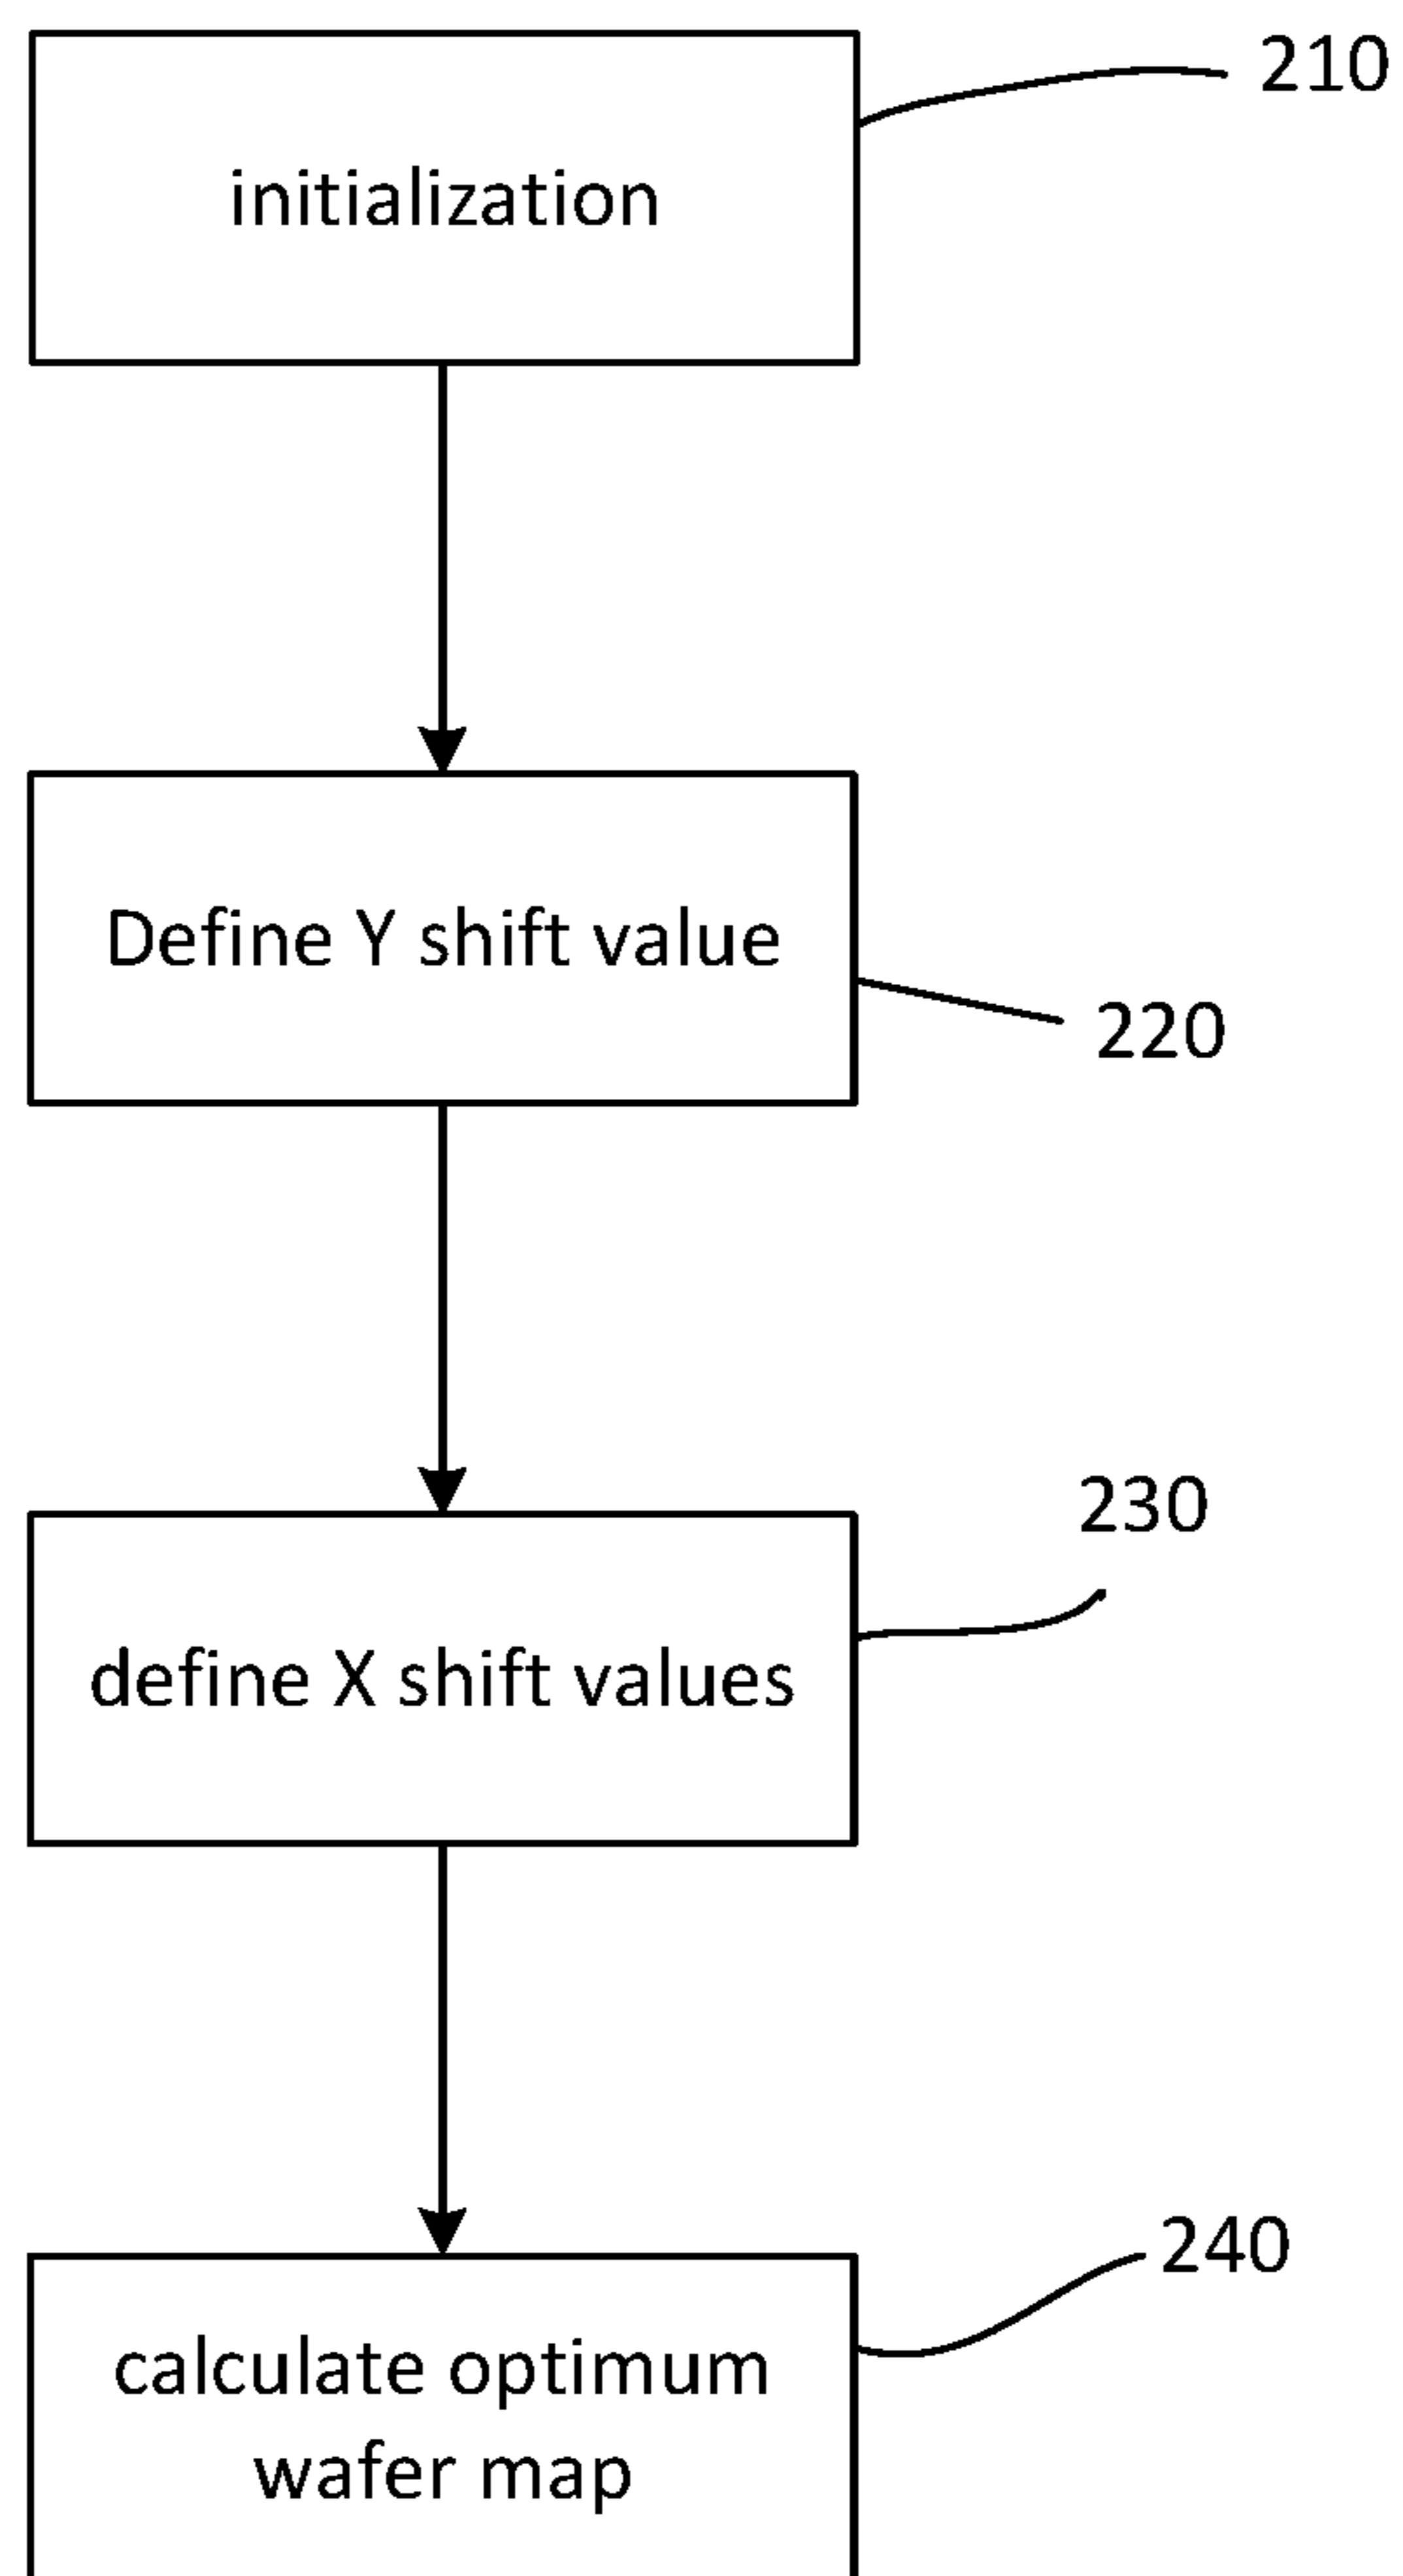 210
initialization
Define Y shift value
220
230
define X shift values
240
calculate optimum
wafer map